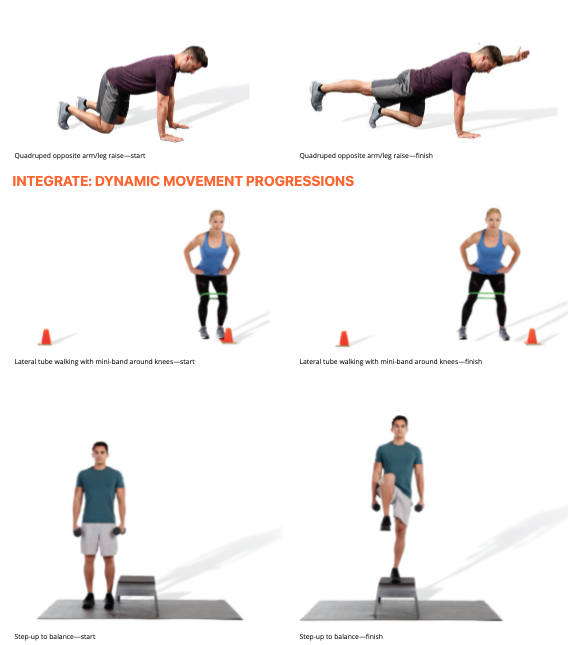 Quadruped opposite arm/leg raise—start
Quadruped opposite arm/leg raise—finish
INTEGRATE: DYNAMIC MOVEMENT PROGRESSIONS
Lateral tube walking with mini-band around knees—start
Lateral tube walking with mini-band around knees—finish
Step-up to balance—start
Step-up to balance—finish